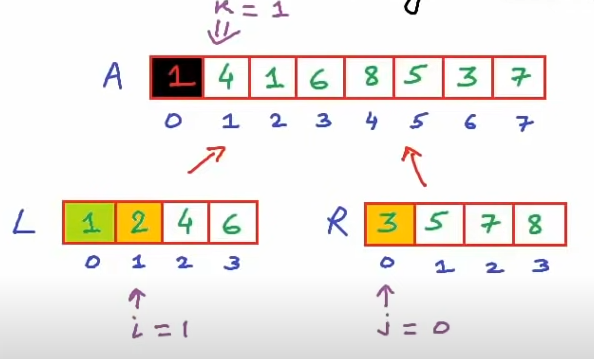 k = 1
A 1 4 1 6 8 5 3 7
0 1 2 3 4 5 6 7
L 1 2 4 6 R 3 5 7 8
0 1 2 3 0 1 2 3
i = 1 j = 0